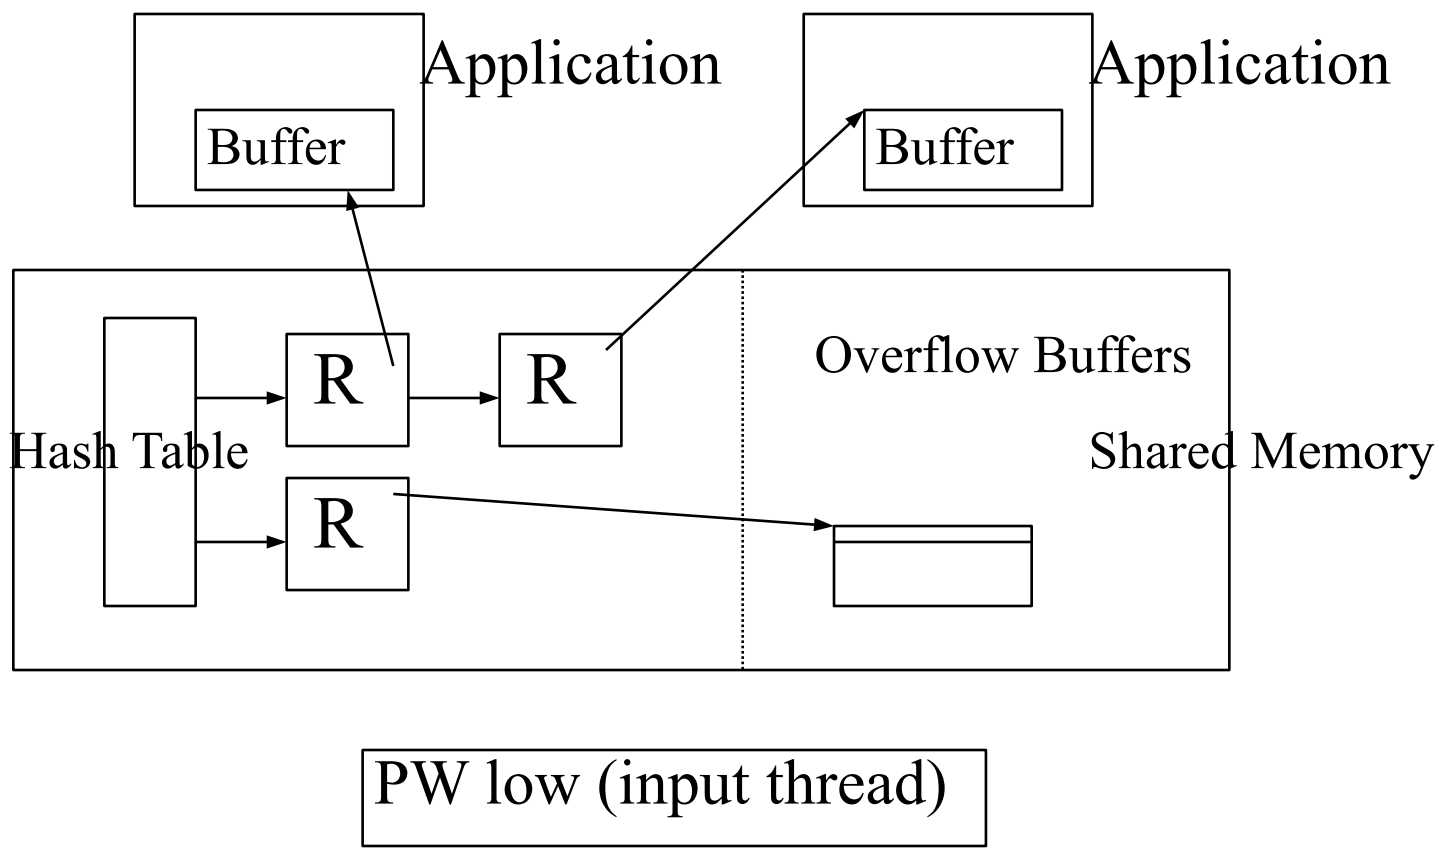 Application
Application
Buffer
Buffer
R
R
Overflow Buffers
Hash Table
Shared Memory
R
PW low (input thread)